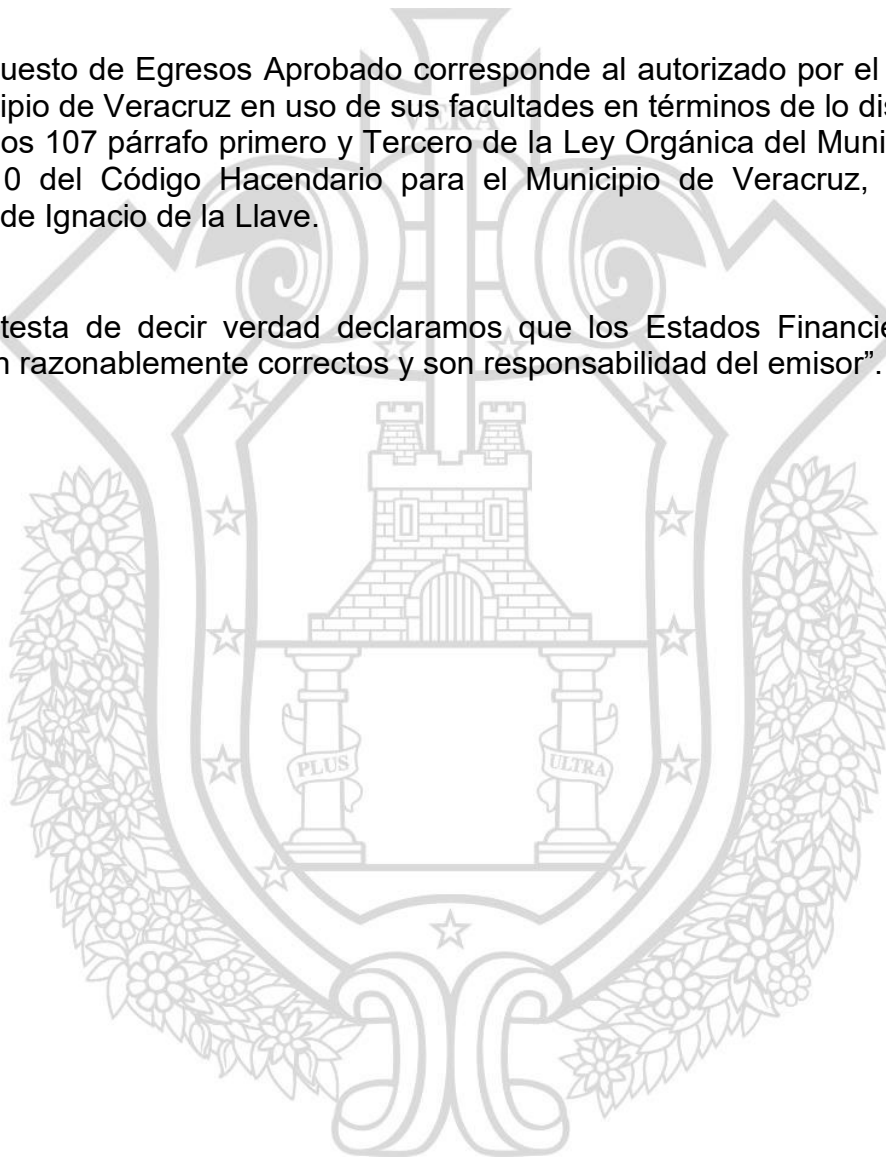 uesto de Egresos Aprobado corresponde al autorizado por el
ipio de Veracruz en uso de sus facultades en términos de lo dis
os 107 párrafo primero y Tercero de la Ley Orgánica del Muni
0 del Código Hacendario para el Municipio de Veracruz,
de Ignacio de la Llave.
testa de decir verdad declaramos que los Estados Financie
n razonablemente correctos y son responsabilidad del emisor”.
VERA
PLUS
ULTRA